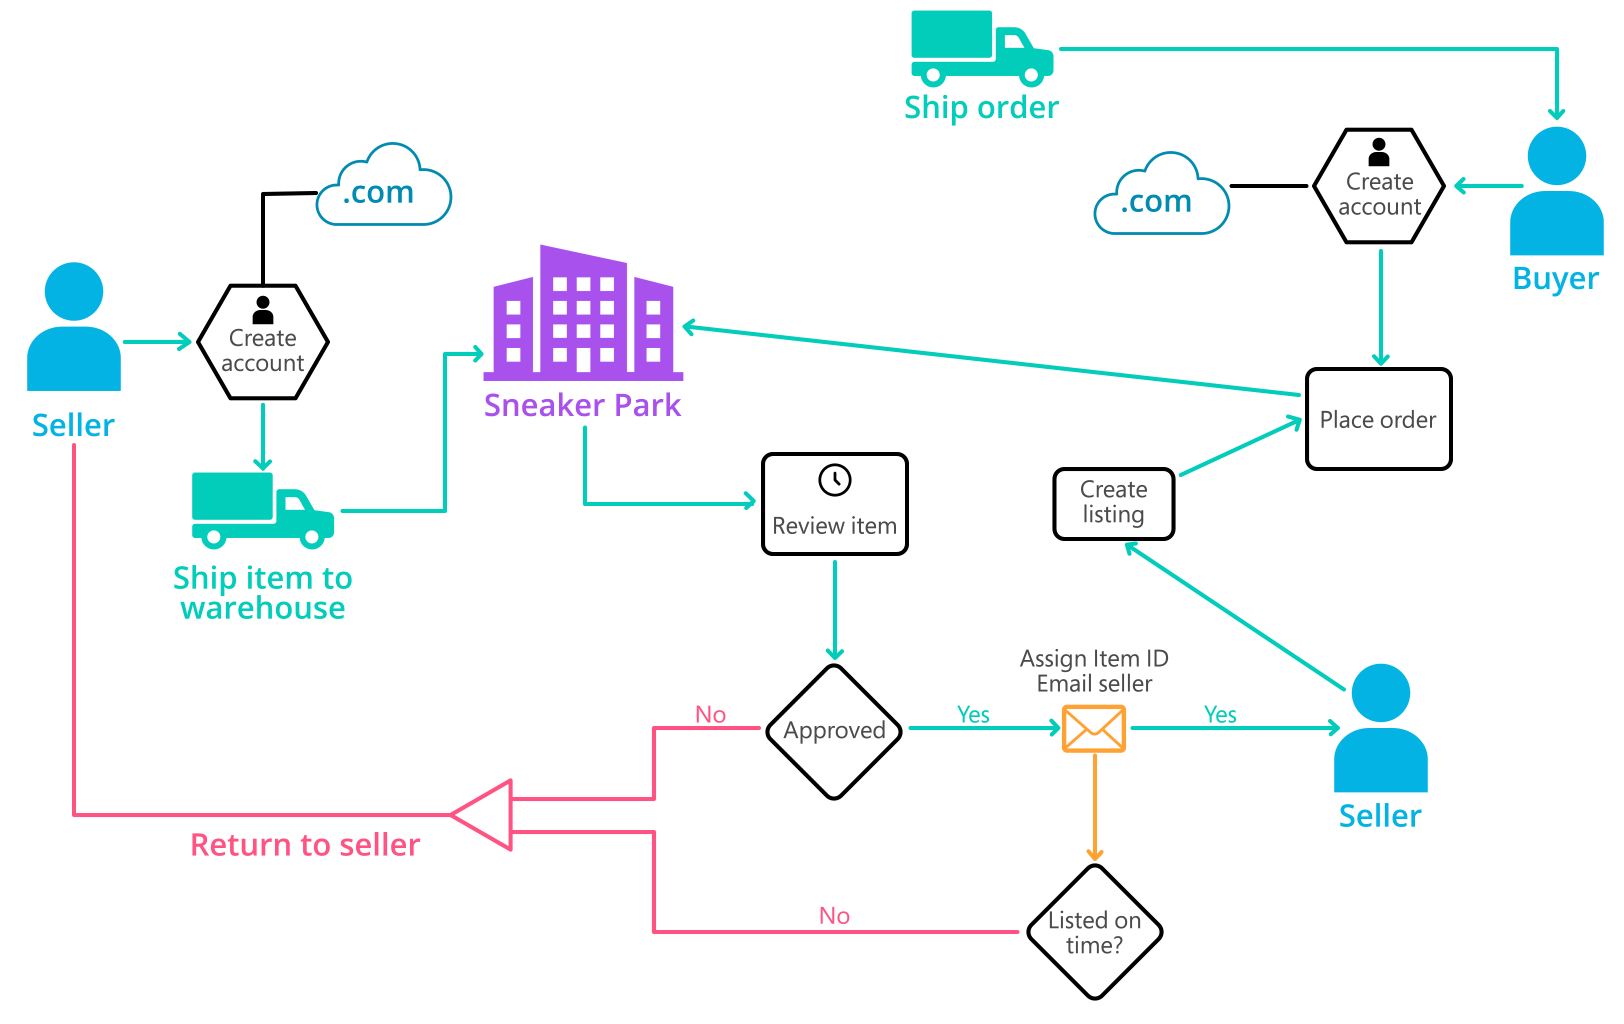 Ship order
.com
Create
account
Buyer
.com
Create
account
Seller
Sneaker Park
Place order
Ship item to
warehouse
Review item
Create
listing
Assign Item ID
Email seller
Approved
No
Yes
Yes
Seller
Return to seller
No
Listed on
time?